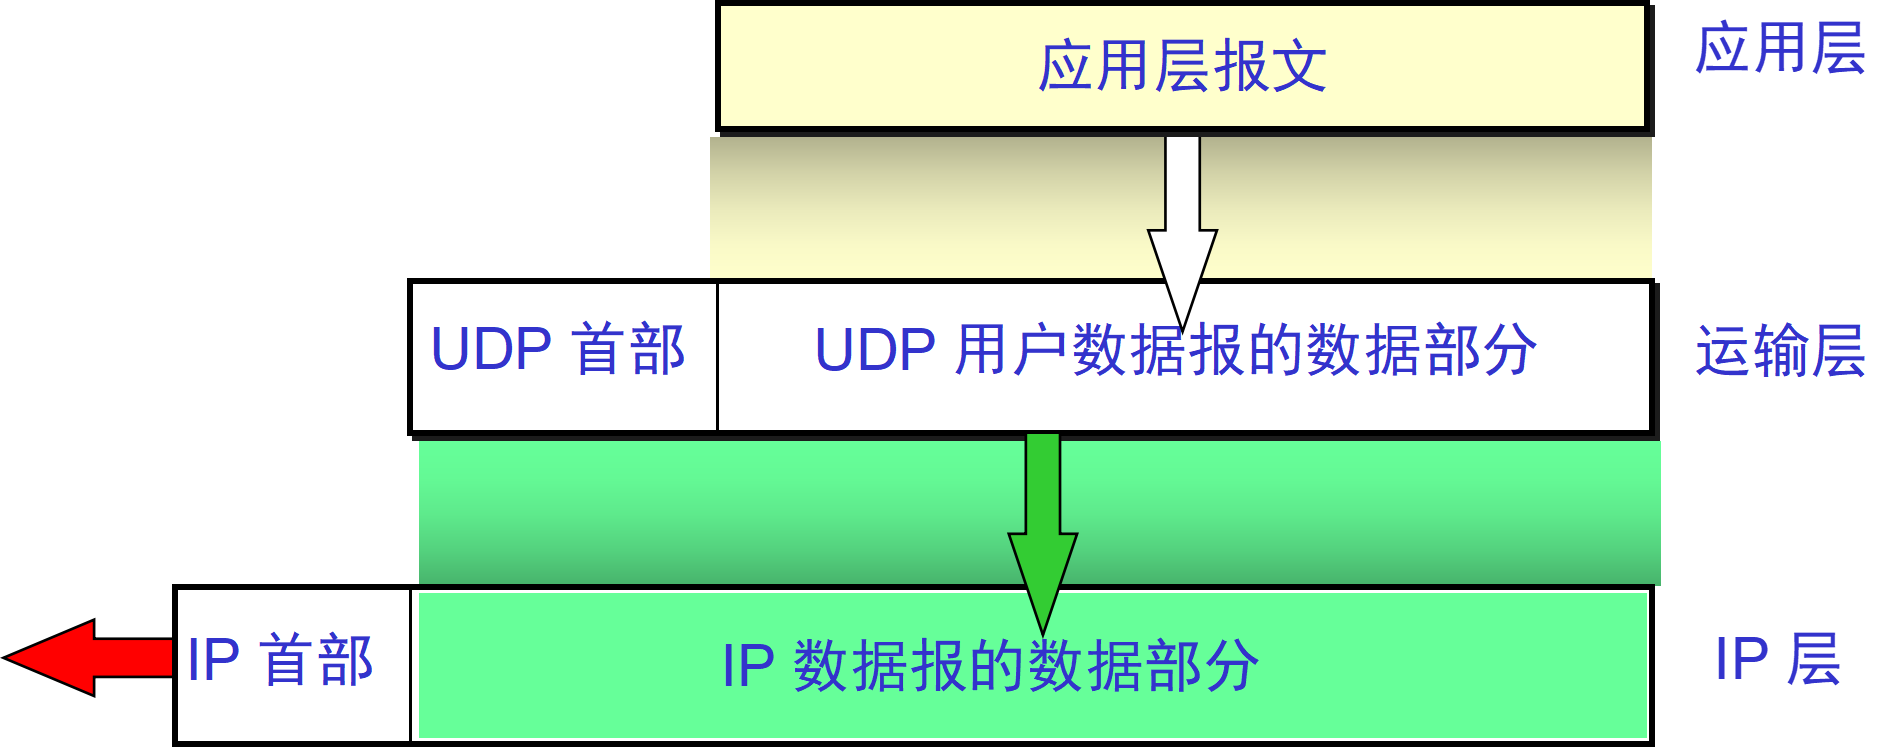 应用层报文
应用层
UDP 首部
UDP 用户数据报的数据部分
运输层
IP 首部
IP 数据报的数据部分
IP 层